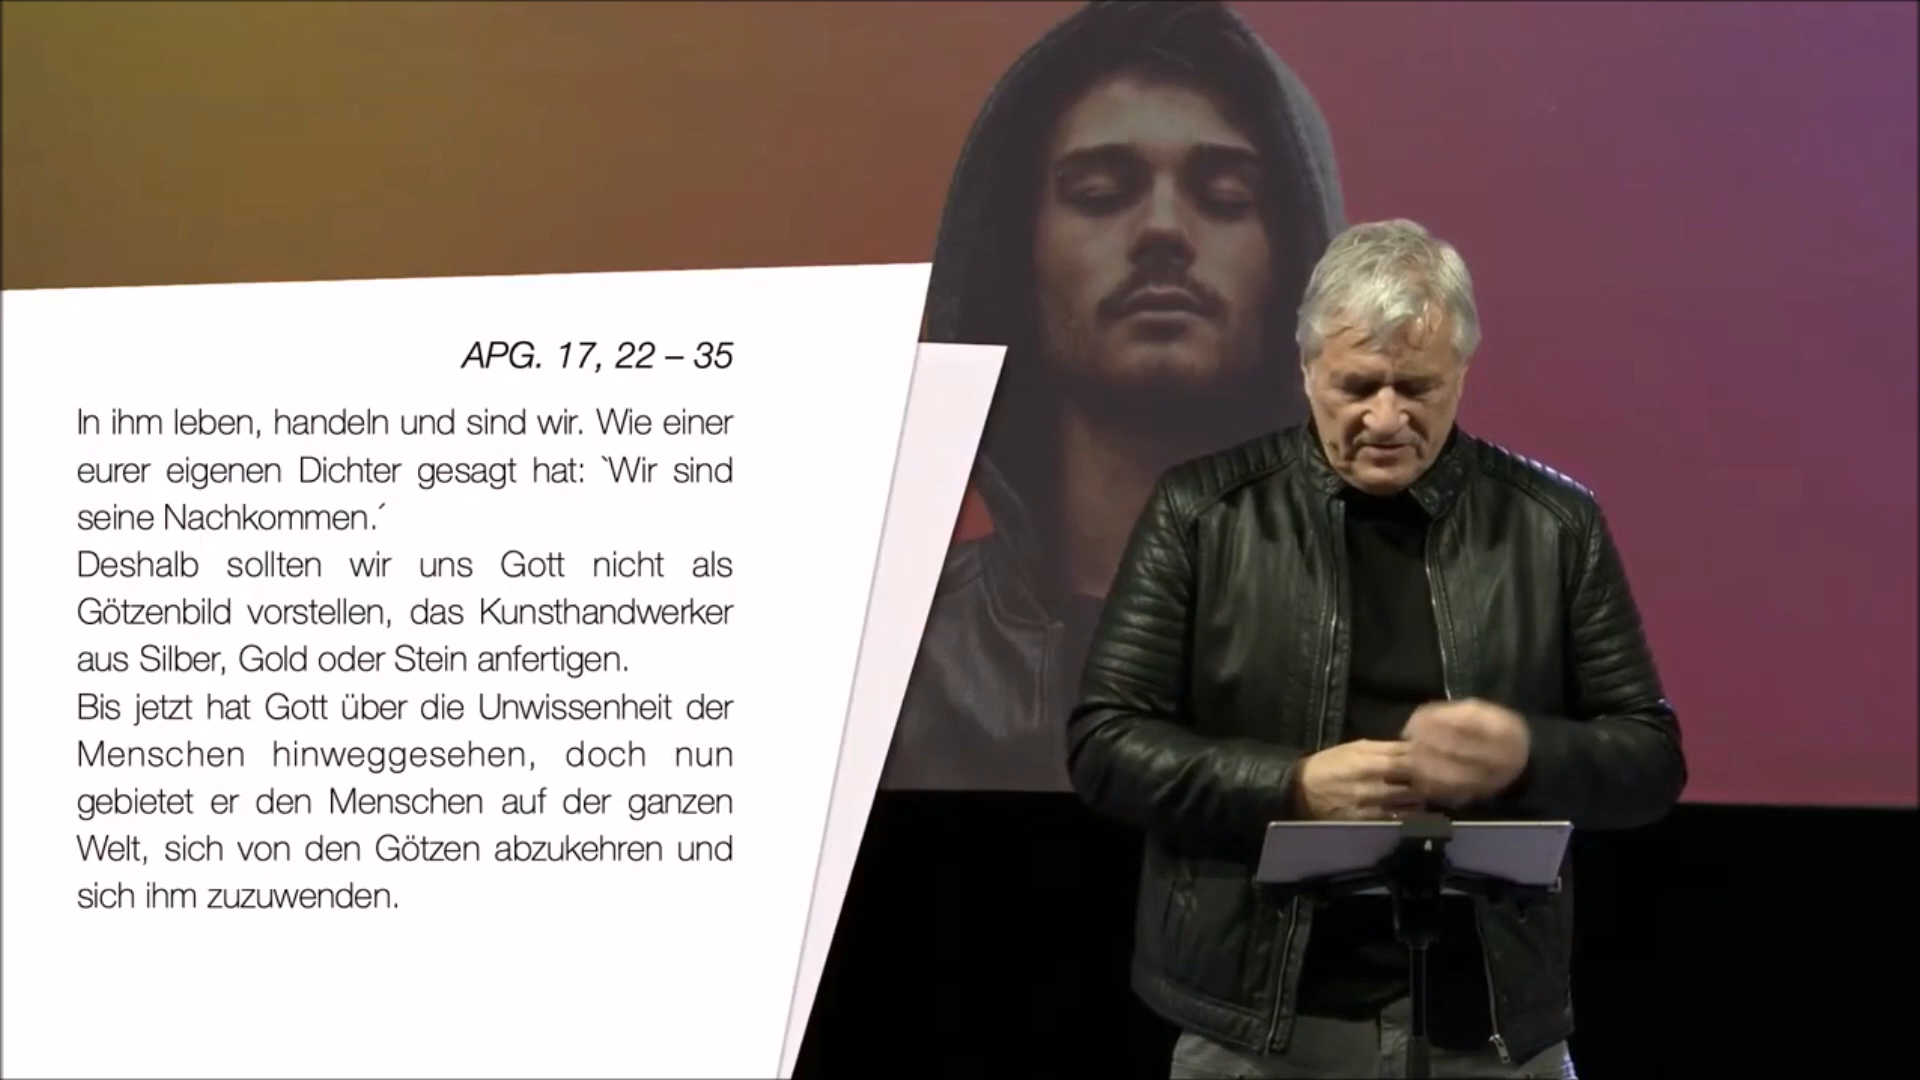 APG. 17, 22 – 35
In ihm leben, handeln und sind wir. Wie einer
eurer eigenen Dichter gesagt hat: `Wir sind
seine Nachkommen.´
Deshalb sollten wir uns Gott nicht als
Götzenbild vorstellen, das Kunsthandwerker
aus Silber, Gold oder Stein anfertigen.
Bis jetzt hat Gott über die Unwissenheit der
Menschen hinweggesehen, doch nun
gebietet er den Menschen auf der ganzen
Welt, sich von den Götzen abzukehren und
sich ihm zuzuwenden.